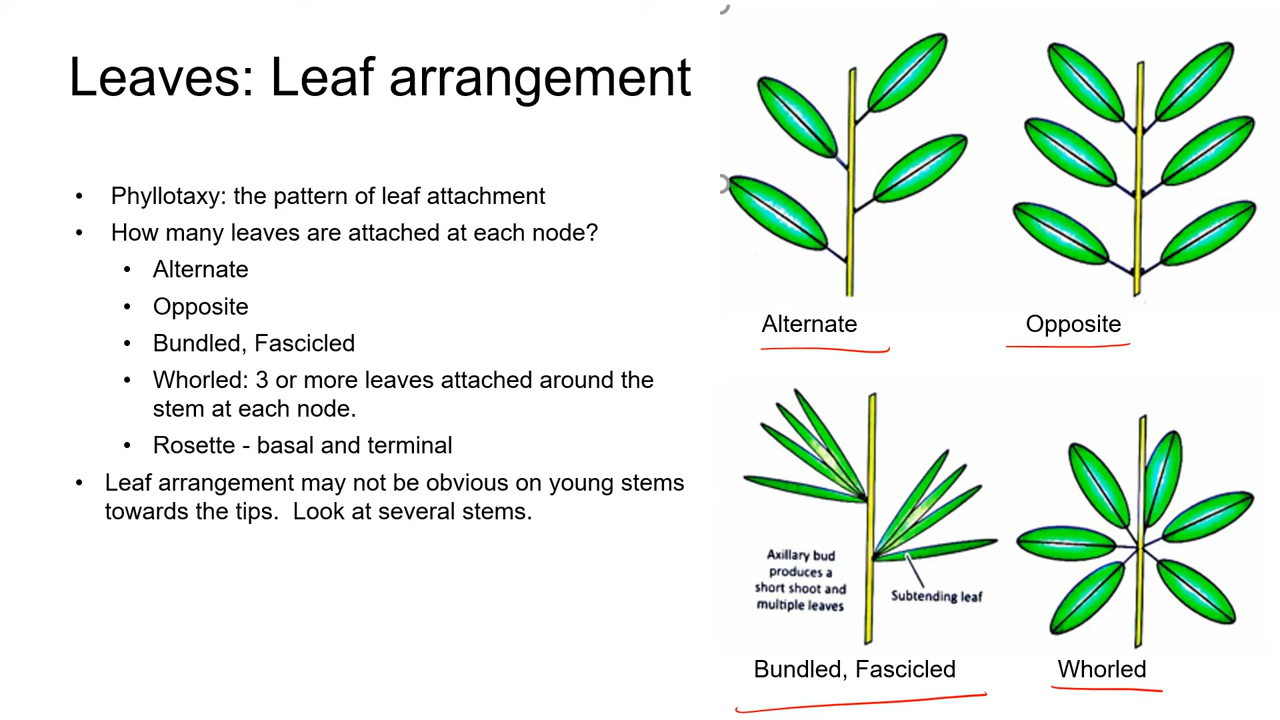 Leaves: Leaf arrangement
• Phyllotaxy: the pattern of leaf attachment
• How many leaves are attached at each node?
• Alternate
• Opposite
• Bundled, Fascicled
• Whorled: 3 or more leaves attached around the
stem at each node.
• Rosette - basal and terminal
• Leaf arrangement may not be obvious on young stems
towards the tips.  Look at several stems.
Alternate
Opposite
Axillary bud
produces a
short shoot and
multiple leaves
Subtending leaf
Bundled, Fascicled
Whorled